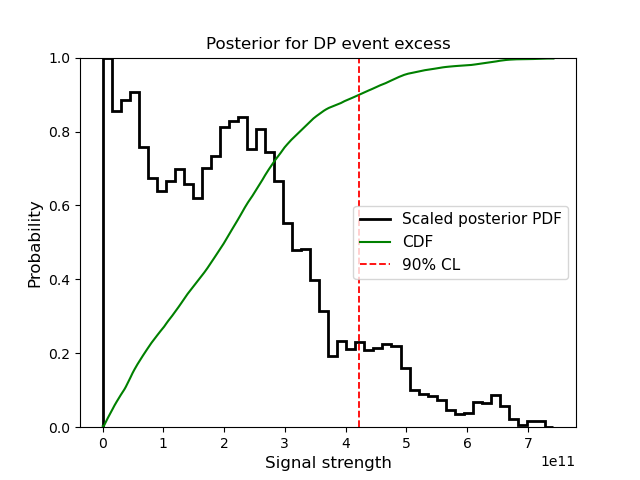 Posterior for DP event excess
1.0
0.8
0.6
0.4
0.2
0.0
Probability
Scaled posterior PDF
CDF
90% CL
0 1 2 3 4 5 6 7
1e11
Signal strength